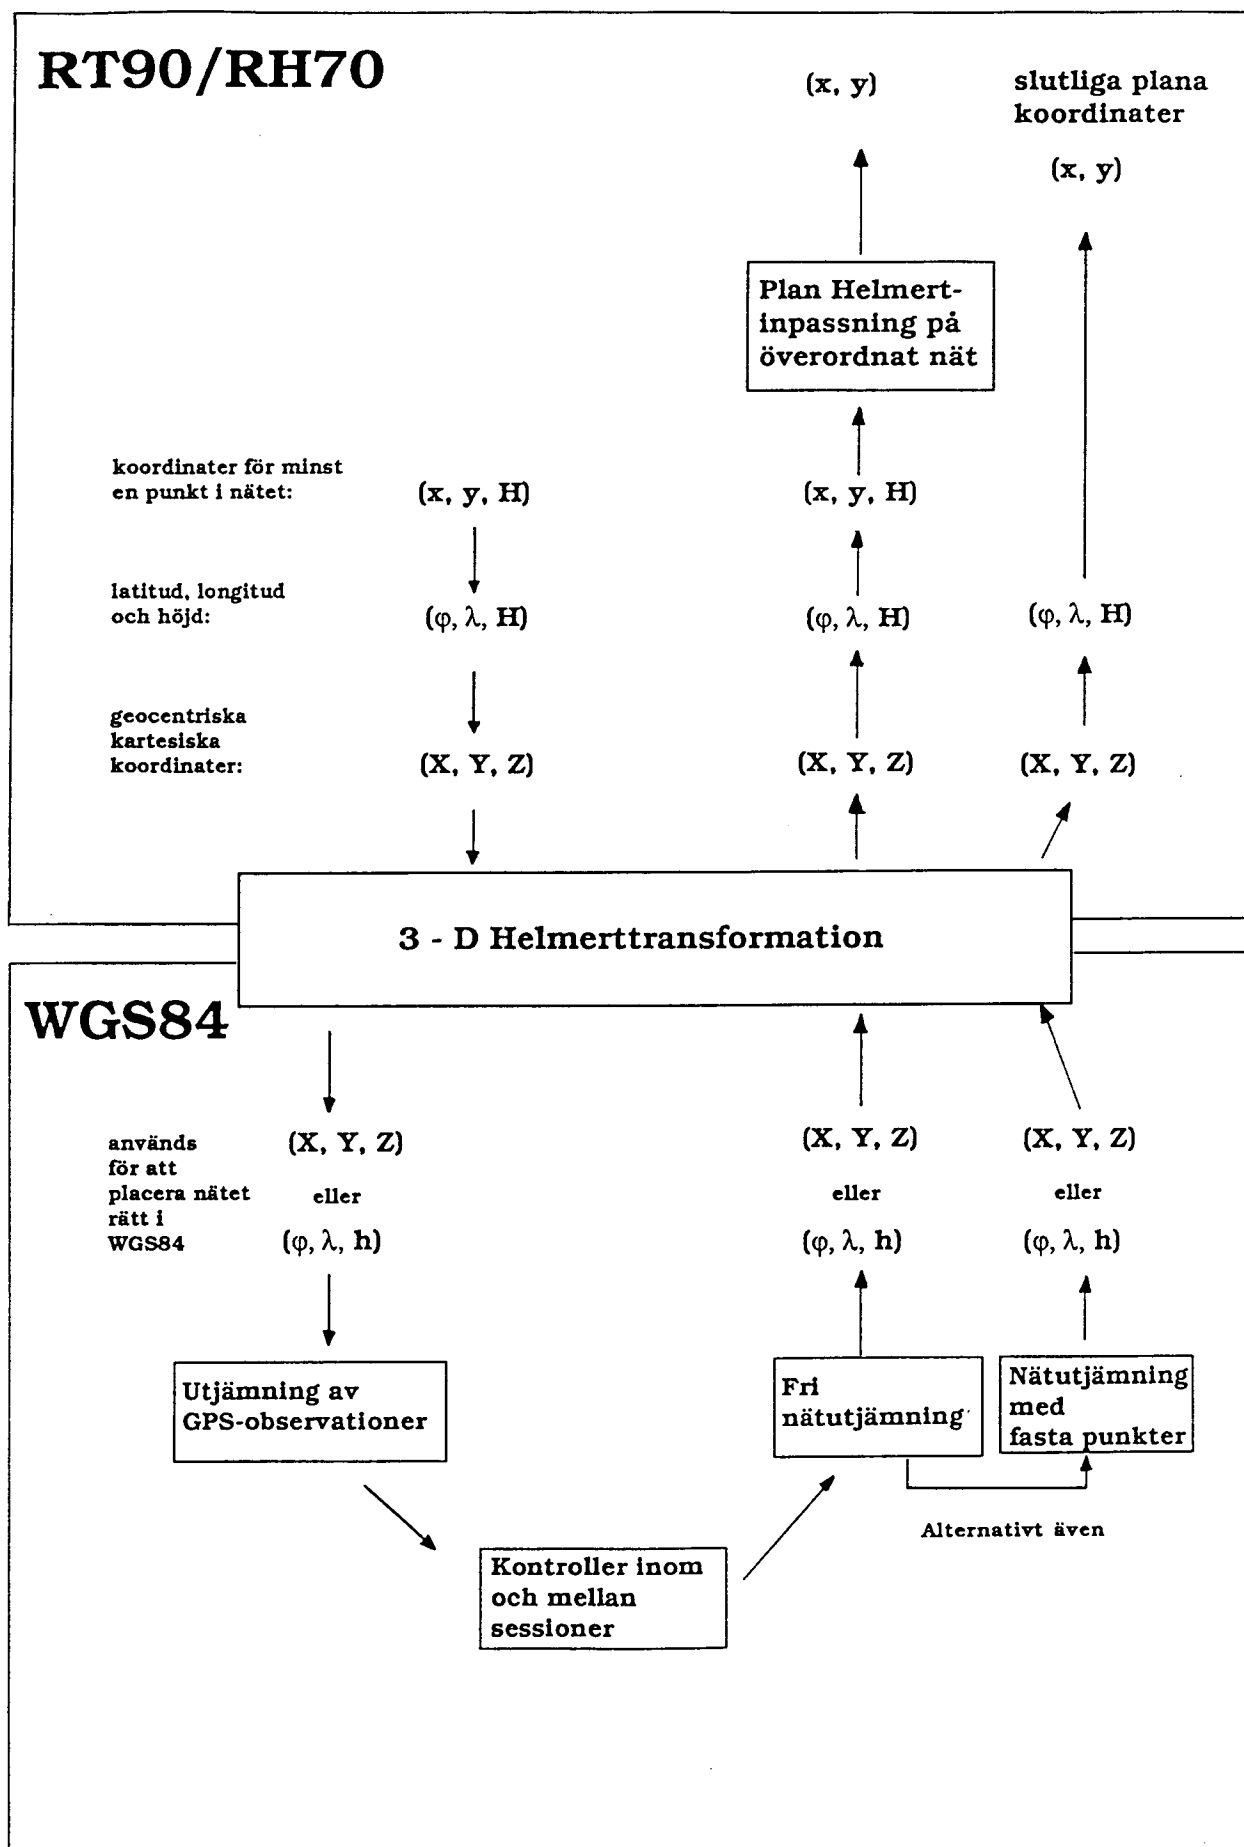 RT90/RH70
(x, y)
slutliga plana
koordinater
(x, y)
Plan Helmert-
inpassning på
överordnat nät
koordinater för minst
en punkt i nätet:
(x, y, H)
(x, y, H)
latitud, longitud
och höjd:
(φ, λ, H)
(φ, λ, H)
(φ, λ, H)
geocentriska
kartesiska
koordinater:
(X, Y, Z)
(X, Y, Z)
(X, Y, Z)
3 - D Helmerttransformation
WGS84
används
för att
placera nätet
rätt i
WGS84
(X, Y, Z)
eller
(φ, λ, h)
(X, Y, Z)
eller
(φ, λ, h)
(X, Y, Z)
eller
(φ, λ, h)
Utjämning av
GPS-observationer
Fri
nätutjämning
Nätutjämning
med
fasta punkter
Alternativt även
Kontroller inom
och mellan
sessioner